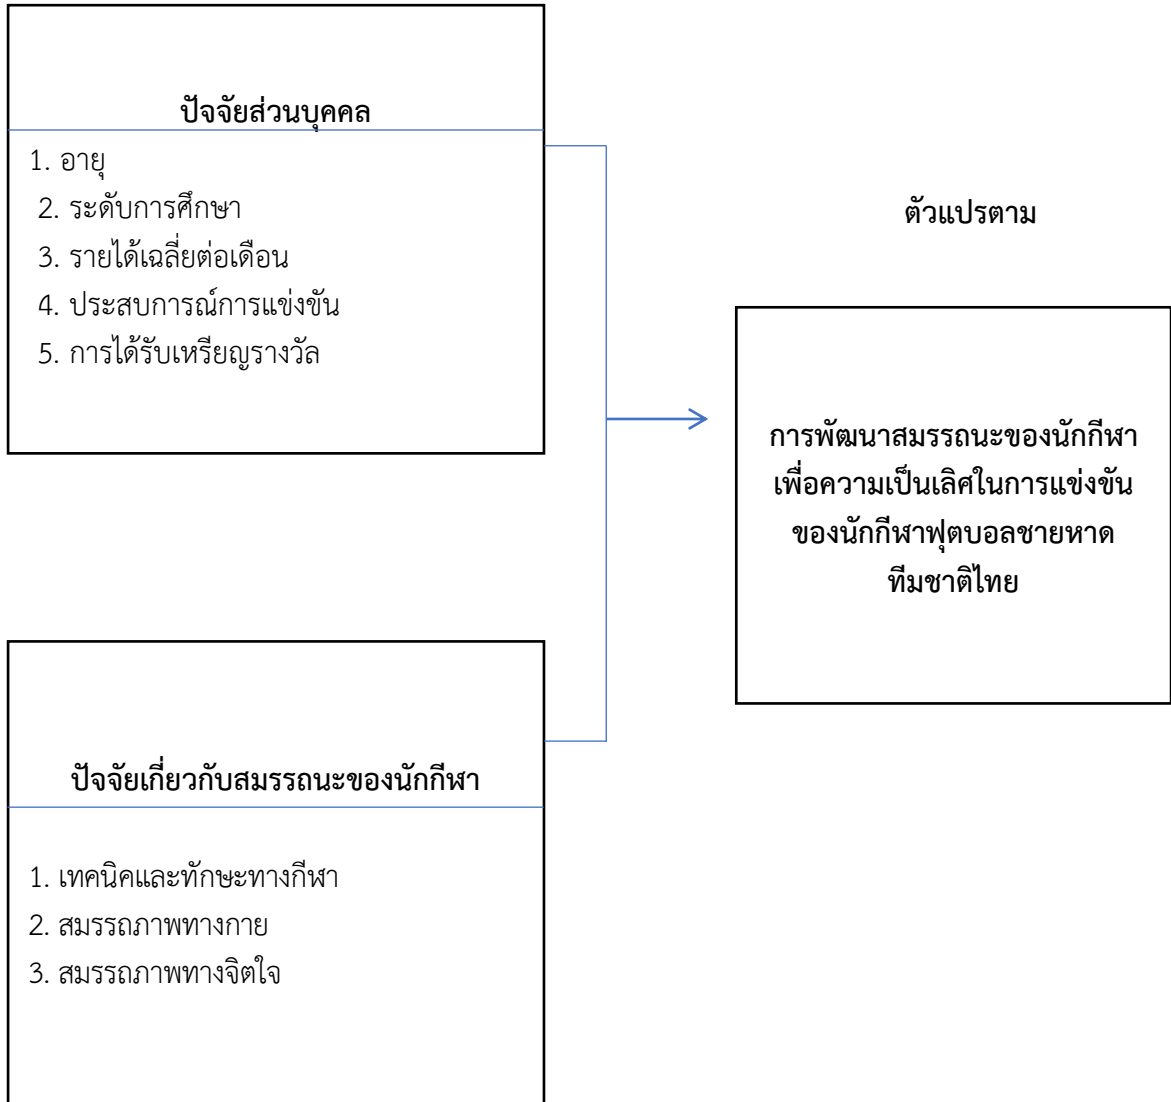 ปัจจัยส่วนบุคคล
1. อายุ
2. ระดับการศึกษา
3. รายได้เฉลี่ยต่อเดือน
4. ประสบการณ์การแข่งขัน
5. การได้รับเหรียญรางวัล
ตัวแปรตาม
การพัฒนาสมรรถนะของนักกีฬา
เพื่อความเป็นเลิศในการแข่งขัน
ของนักกีฬาฟุตบอลชายหาด
ทีมชาติไทย
ปัจจัยเกี่ยวกับสมรรถนะของนักกีฬา
1. เทคนิคและทักษะทางกีฬา
2. สมรรถภาพทางกาย
3. สมรรถภาพทางจิตใจ